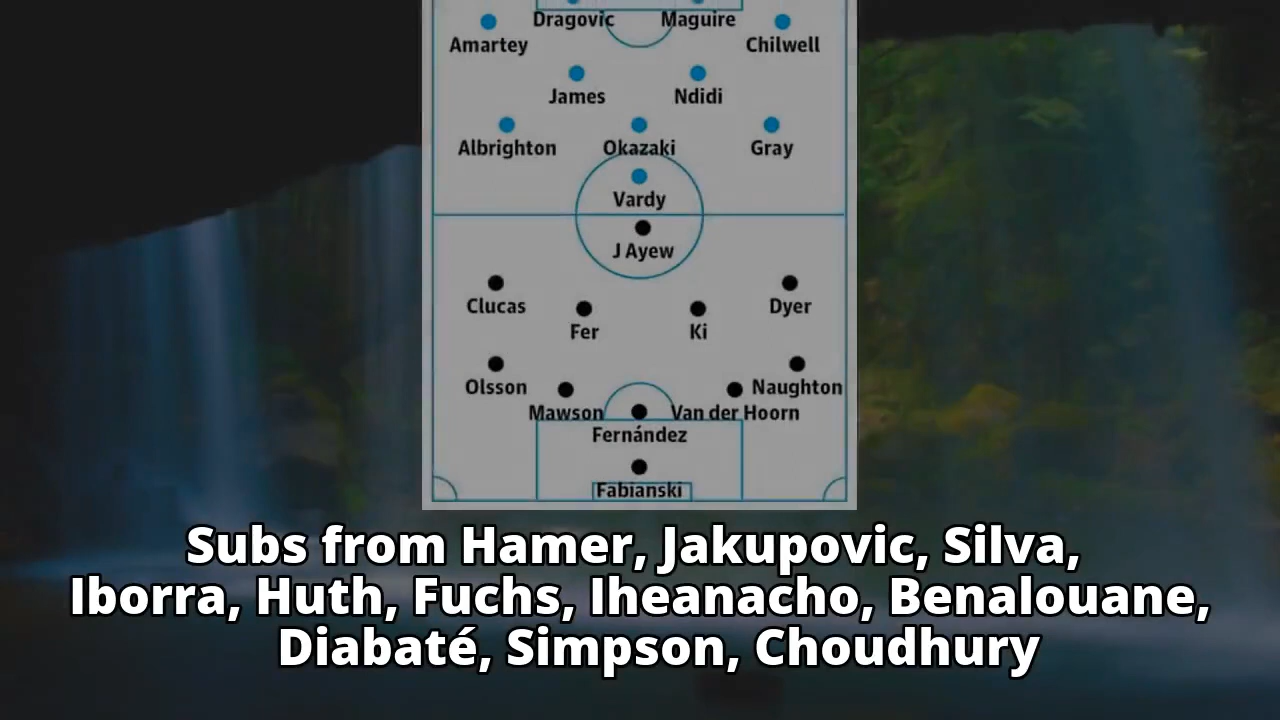 Dragovic Maguire
Amartey Chilwell
James Ndidi
Albrighton Okazaki Gray
Vardy
J Ayew
Clucas Dyer
Fer Ki
Olsson Naughton
Mawson Van der Hoorn
Fernández
Fabianski
Subs from Hamer, Jakupovic, Silva,
Iborra, Huth, Fuchs, Iheanacho, Benalouane,
Diabaté, Simpson, Choudhury